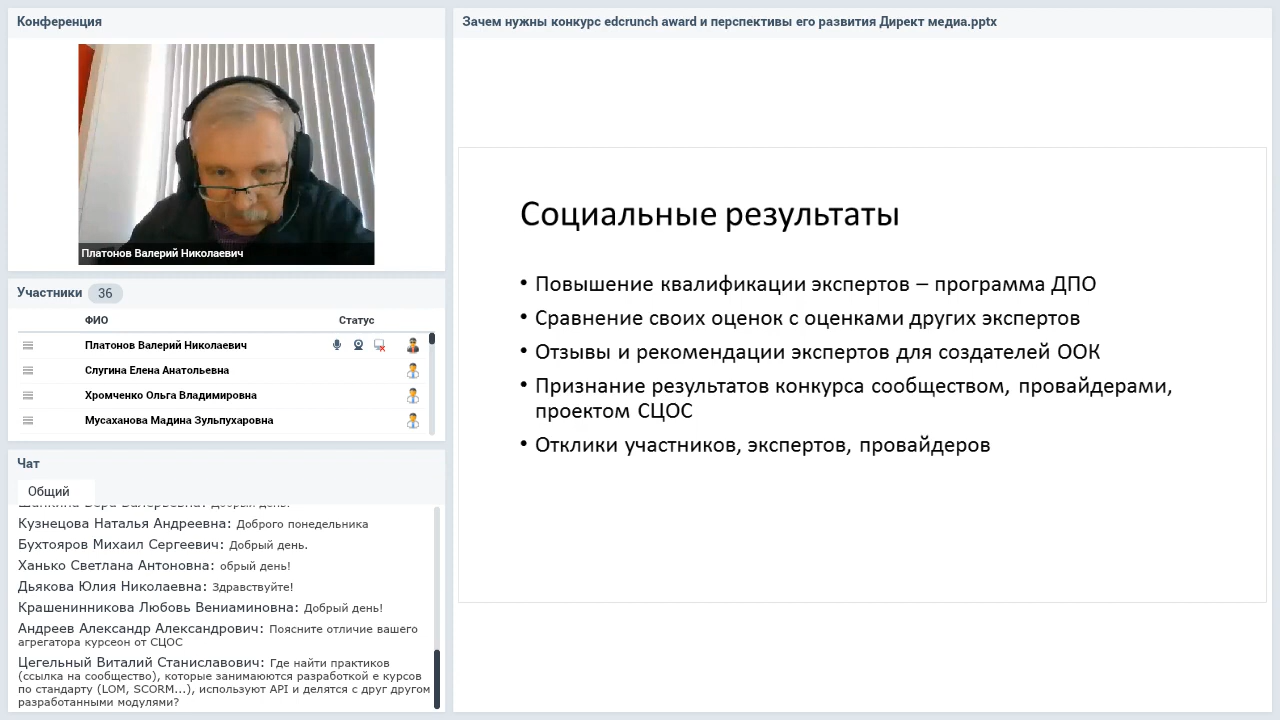 Конференция
Платонов Валерий Николаевич
Участники 36
ФИО Статус
Платонов Валерий Николаевич
Слугина Елена Анатольевна
Хромченко Ольга Владимировна
Мусаханова Мадина Зульпухаровна
Чат
Общий
Кузнецова Наталья Андреевна: Доброго понедельника
Бухтояров Михаил Сергеевич: Добрый день.
Ханько Светлана Антоновна: обрый день!
Дьякова Юлия Николаевна: Здравствуйте!
Крашенинникова Любовь Вениаминовна: Добрый день!
Андреев Александр Александрович: Поясните отличие вашего
агрегатора курсеон от СЦОС
Цегельный Виталий Станиславович: Где найти практиков
(ссылка на сообщество), которые занимаюются разработкой е курсов
по стандарту (LOM, SCORM...), используют API и делятся с друг другом
разработанными модулями?
Зачем нужны конкурс edcrunch award и перспективы его развития Директ медиа.pptx
Социальные результаты
• Повышение квалификации экспертов – программа ДПО
• Сравнение своих оценок с оценками других экспертов
• Отзывы и рекомендации экспертов для создателей ООК
• Признание результатов конкурса сообществом, провайдерами,
проектом СЦОС
• Отклики участников, экспертов, провайдеров